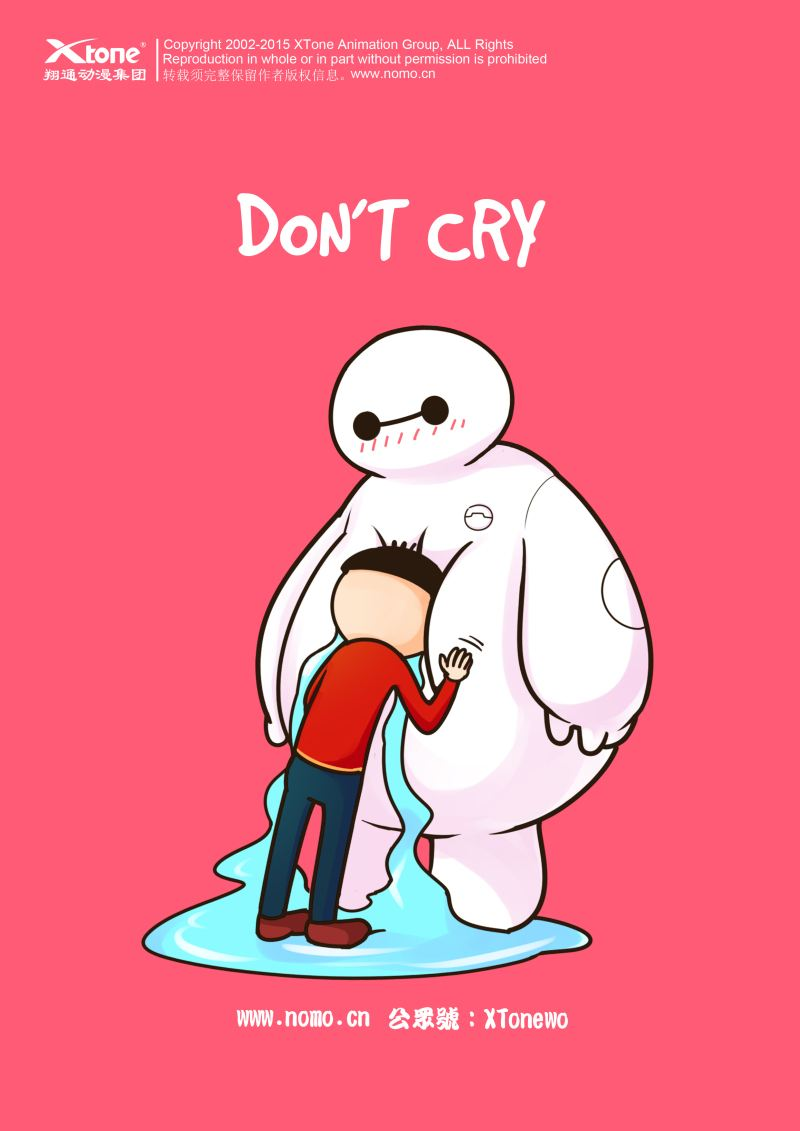 Xtone®
翔通动漫集团
Copyright 2002-2015 XTone Animation Group, ALL Rights
Reproduction in whole or in part without permission is prohibited
转载须完整保留作者版权信息。www.nomo.cn
DON'T CRY
www.nomo.cn 公眾號：XTonewo